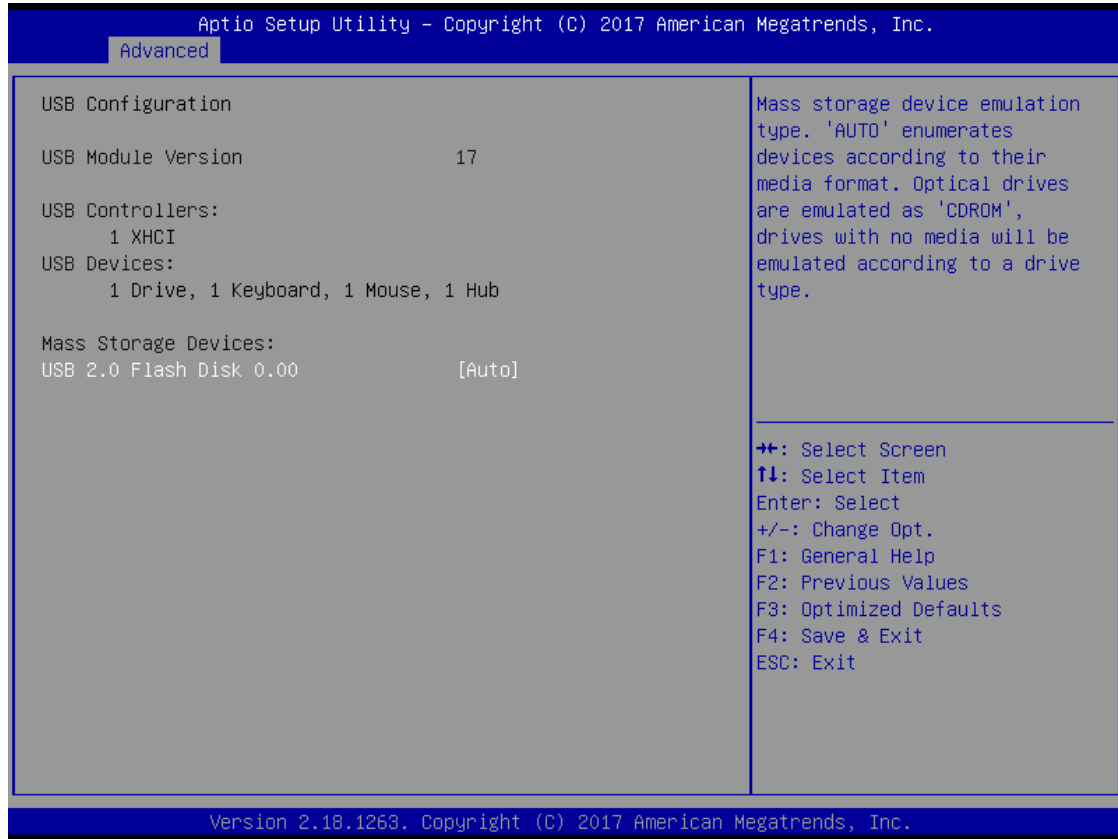 Aptio Setup Utility – Copyright (C) 2017 American Megatrends, Inc.
Advanced
USB Configuration
USB Module Version 17
USB Controllers:
1 XHCI
USB Devices:
1 Drive, 1 Keyboard, 1 Mouse, 1 Hub
Mass Storage Devices:
USB 2.0 Flash Disk 0.00 [Auto]
Mass storage device emulation
type. 'AUTO' enumerates
devices according to their
media format. Optical drives
are emulated as 'CDROM',
drives with no media will be
emulated according to a drive
type.
→←: Select Screen
↑↓: Select Item
Enter: Select
+/-: Change Opt.
F1: General Help
F2: Previous Values
F3: Optimized Defaults
F4: Save & Exit
ESC: Exit
Version 2.18.1263. Copyright (C) 2017 American Megatrends, Inc.